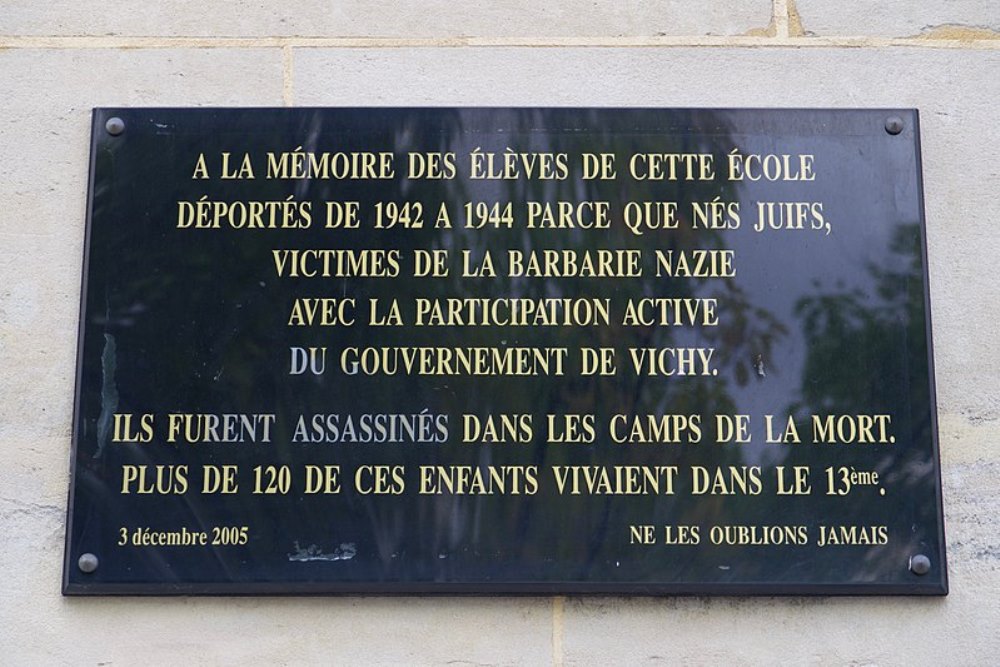 A LA MÉMOIRE DES ÉLÈVES DE CETTE ÉCOLE
DÉPORTÉS DE 1942 A 1944 PARCE QUE NÉS JUIFS,
VICTIMES DE LA BARBARIE NAZIE
AVEC LA PARTICIPATION ACTIVE
DU GOUVERNEMENT DE VICHY.
ILS FURENT ASSASSINÉS DANS LES CAMPS DE LA MORT.
PLUS DE 120 DE CES ENFANTS VIVAIENT DANS LE 13ème.
3 décembre 2005 NE LES OUBLIONS JAMAIS